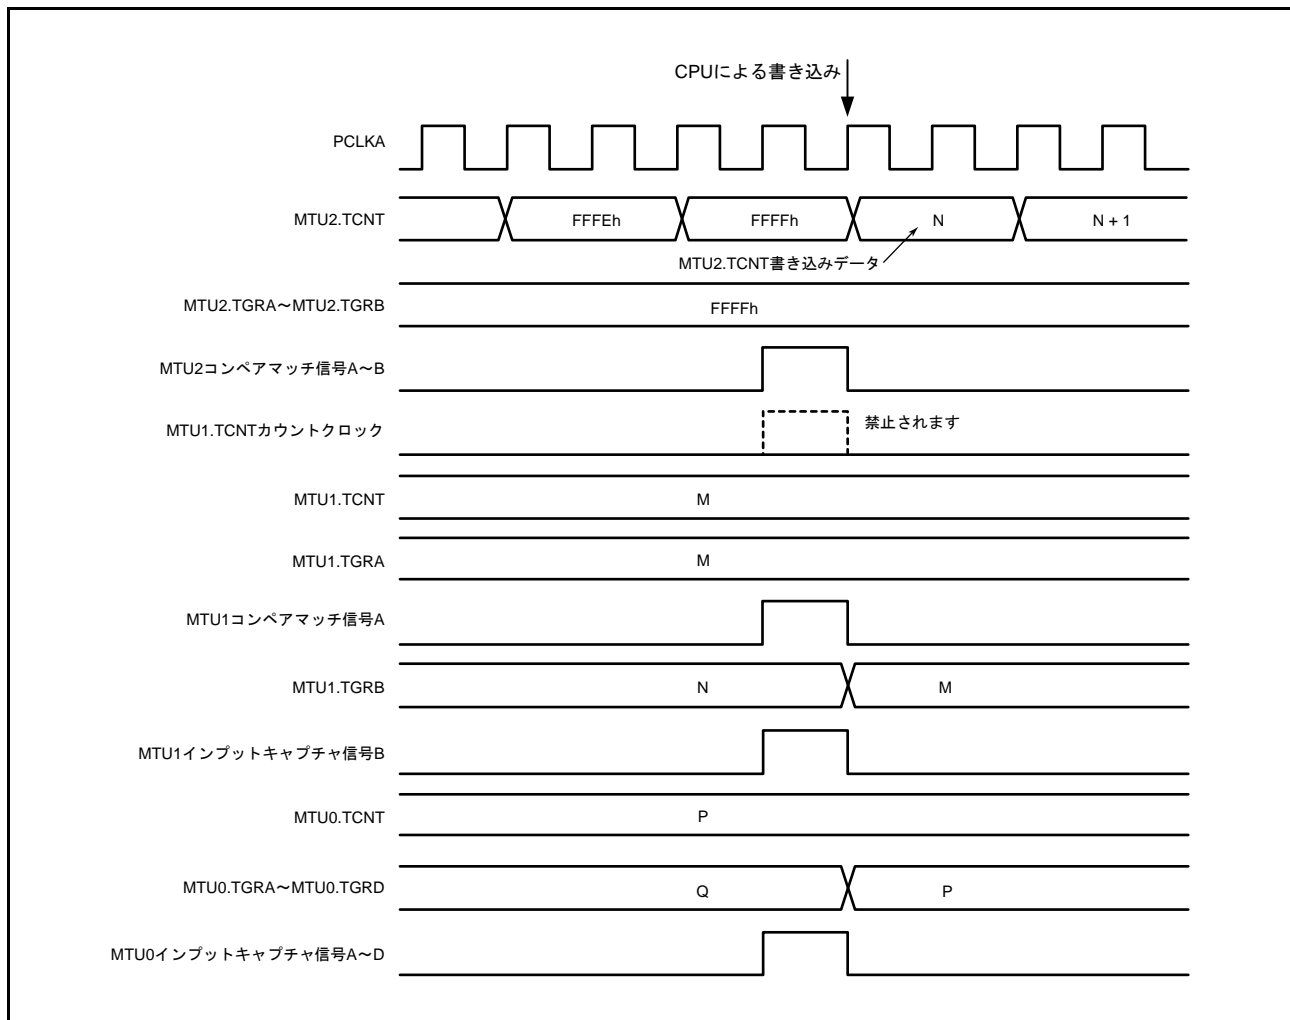 CPUによる書き込み
PCLKA
MTU2.TCNT
FFFEh
FFFFh
N
N + 1
MTU2.TCNT書き込みデータ
MTU2.TGRA～MTU2.TGRB
FFFFh
MTU2コンペアマッチ信号A～B
MTU1.TCNTカウントクロック
禁止されます
MTU1.TCNT
M
MTU1.TGRA
M
MTU1コンペアマッチ信号A
MTU1.TGRB
N
M
MTU1インプットキャプチャ信号B
MTU0.TCNT
P
MTU0.TGRA～MTU0.TGRD
Q
P
MTU0インプットキャプチャ信号A～D